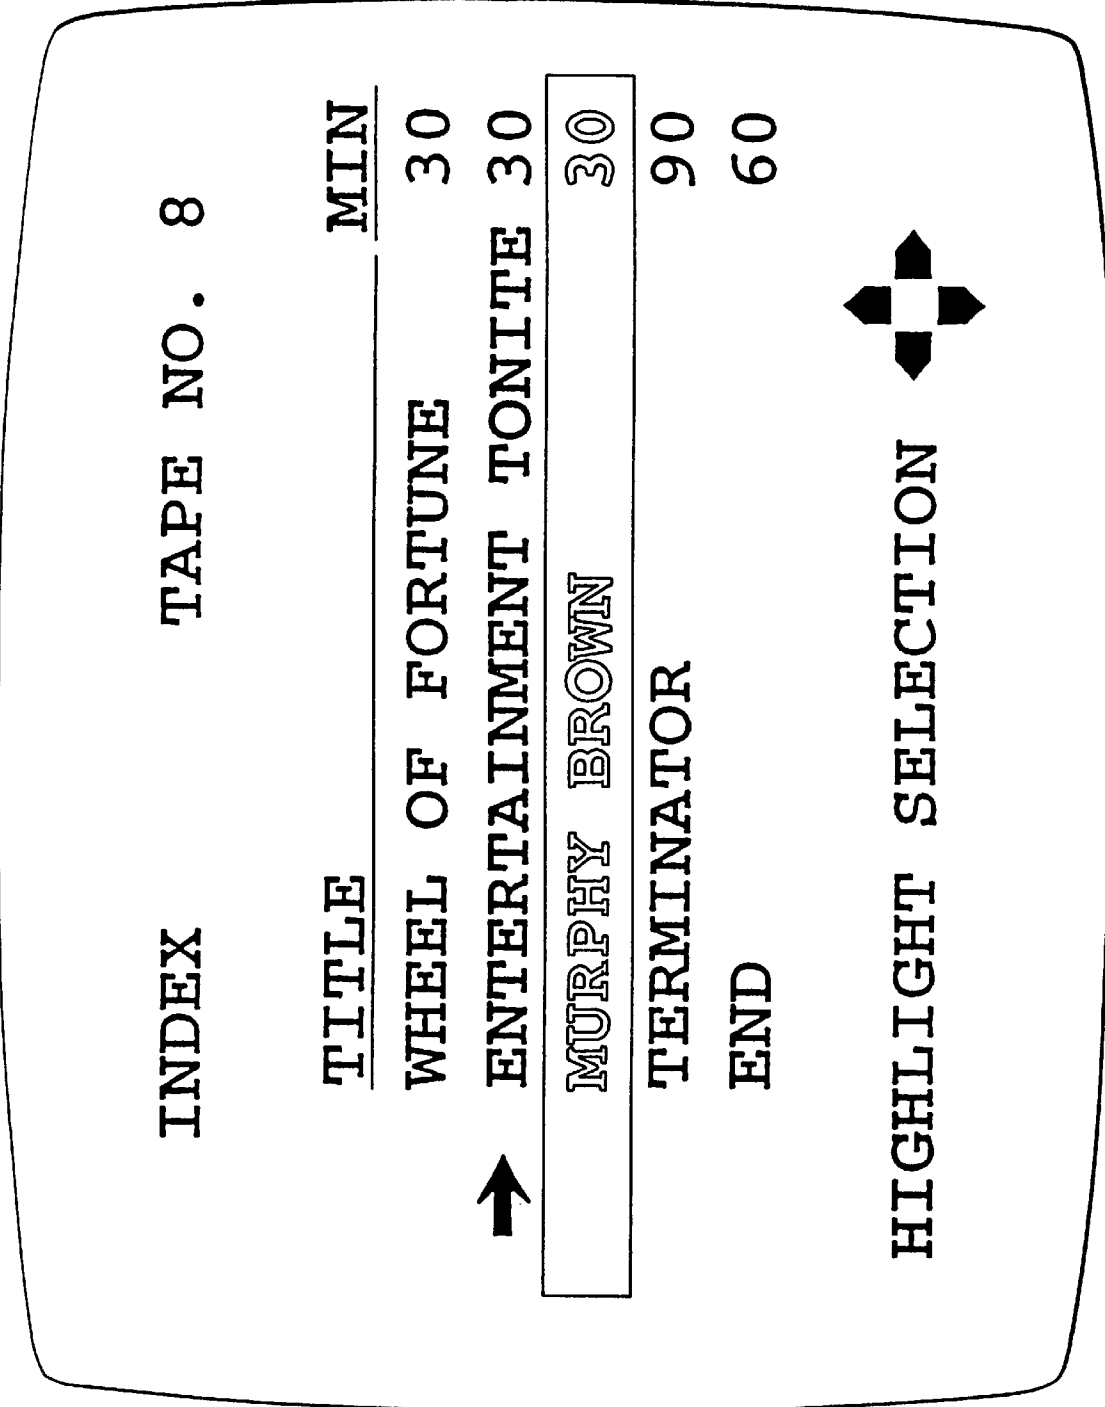 INDEX TAPE NO. 8
TITLE MIN
WHEEL OF FORTUNE 30
ENTERTAINMENT TONITE 30
MURPHY BROWN 30
TERMINATOR 90
END 60
HIGHLIGHT SELECTION